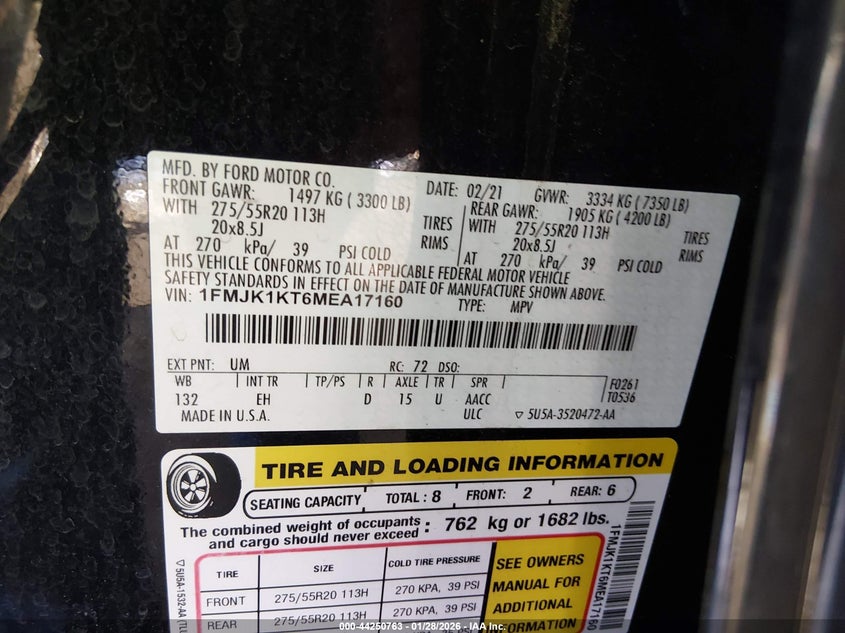 MFD. BY FORD MOTOR CO. DATE: 02/21 GVWR: 3334 KG ( 7350 LB)
FRONT GAWR: 1497 KG ( 3300 LB) REAR GAWR: 1905 KG ( 4200 LB)
WITH 275/55R20 113H TIRES WITH 275/55R20 113H TIRES
20x8.5J RIMS 20x8.5J RIMS
AT 270 kPa/ 39 PSI COLD AT 270 kPa/ 39 PSI COLD
THIS VEHICLE CONFORMS TO ALL APPLICABLE FEDERAL MOTOR VEHICLE
SAFETY STANDARDS IN EFFECT ON THE DATE OF MANUFACTURE SHOWN ABOVE.
VIN: 1FMJK1KT6MEA17160 TYPE: MPV
EXT PNT: UM RC: 72 DSO:
WB INT TR TP/PS R AXLE TR SPR F0261
132 EH D 15 U AACC T0536
MADE IN U.S.A. ULC ▽ 5U5A-3520472-AA
TIRE AND LOADING INFORMATION
SEATING CAPACITY TOTAL : 8 FRONT: 2 REAR: 6
The combined weight of occupants and cargo should never exceed : 762 kg or 1682 lbs.
TIRE SIZE COLD TIRE PRESSURE
FRONT 275/55R20 113H 270 KPA, 39 PSI
REAR 275/55R20 113H 270 KPA, 39 PSI
SEE OWNERS
MANUAL FOR
ADDITIONAL
INFORMATION
1FMJK1KT6MEA17160
▽ 5U5A-1532-AA
000-44250763 - 01/28/2026 - IAA Inc.